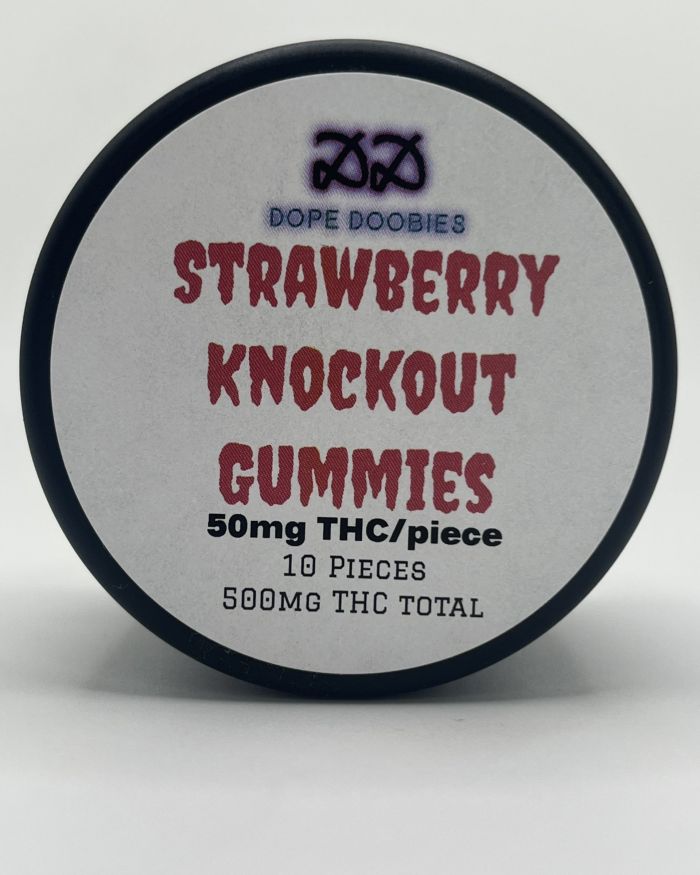 DD
DOPE DOOBIES
STRAWBERRY
KNOCKOUT
GUMMIES
50mg THC/piece
10 PIECES
500MG THC TOTAL